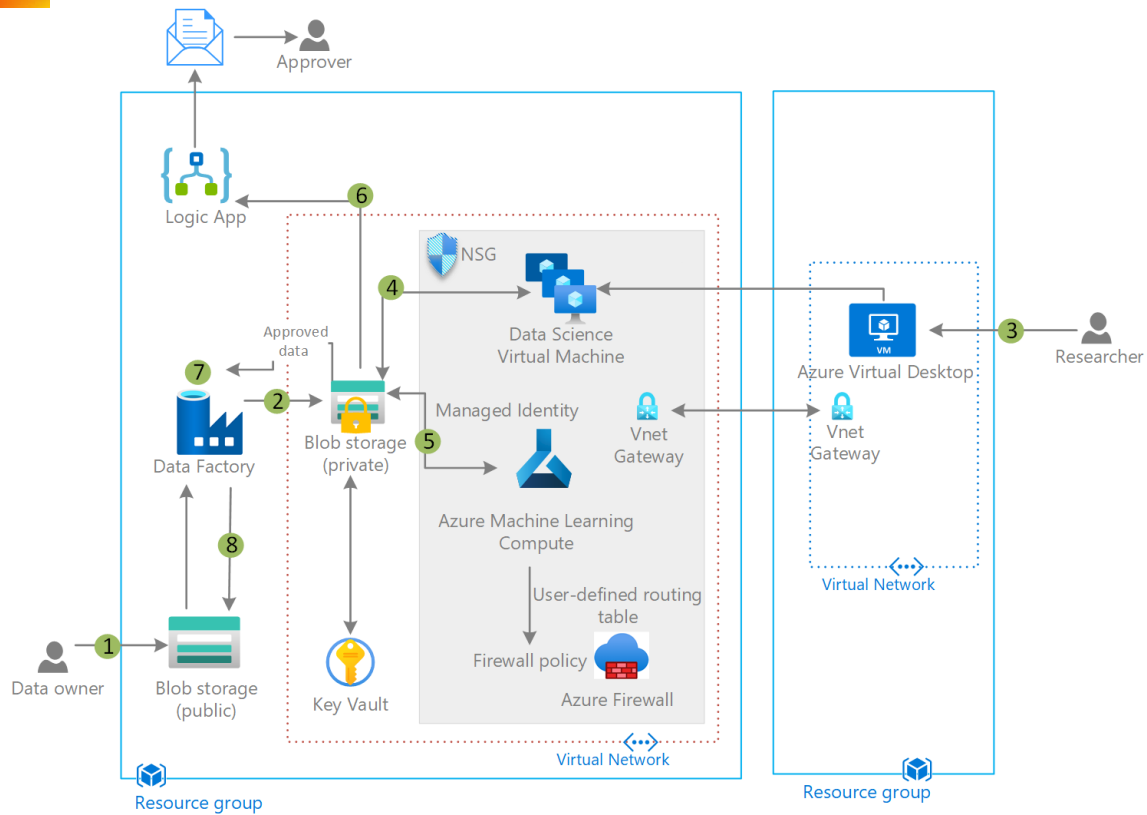 Approver
Logic App
6
NSG
4
Data Science
Virtual Machine
3
VM
Researcher
Azure Virtual Desktop
Approved
data
7
2
Data Factory
Blob storage
(private)
Managed Identity
5
Vnet
Gateway
Vnet
Gateway
Azure Machine Learning
Compute
8
User-defined routing
table
Virtual Network
1
Data owner
Blob storage
(public)
Key Vault
Firewall policy
Azure Firewall
Virtual Network
Resource group
Resource group